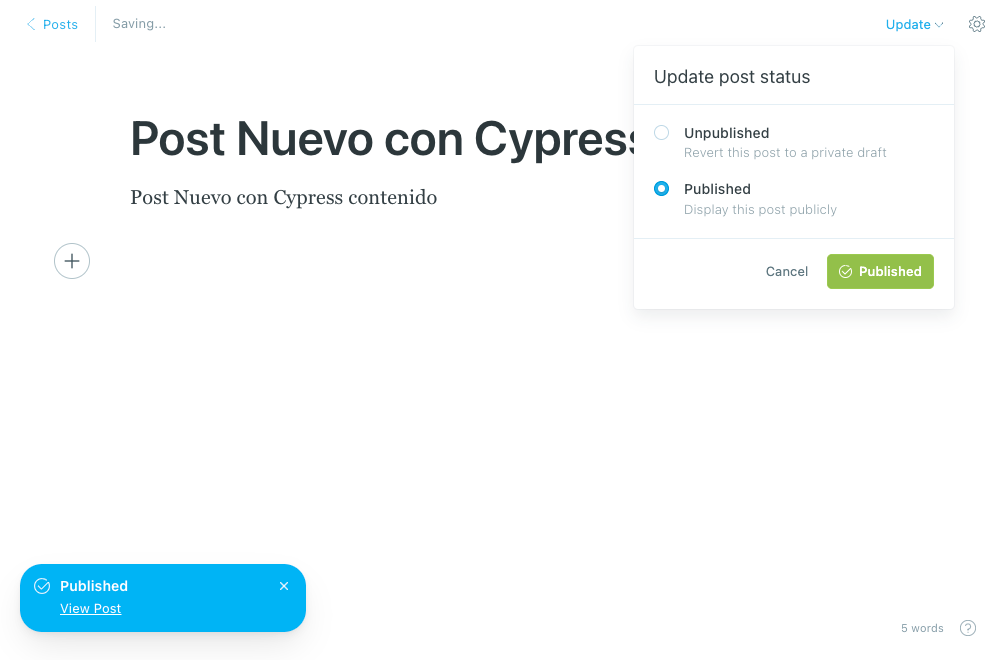 Posts
Saving...
Update
Update post status
Unpublished
Revert this post to a private draft
Published
Display this post publicly
Cancel
Published
Post Nuevo con Cypress
Post Nuevo con Cypress contenido
Published
View Post
5 words
?